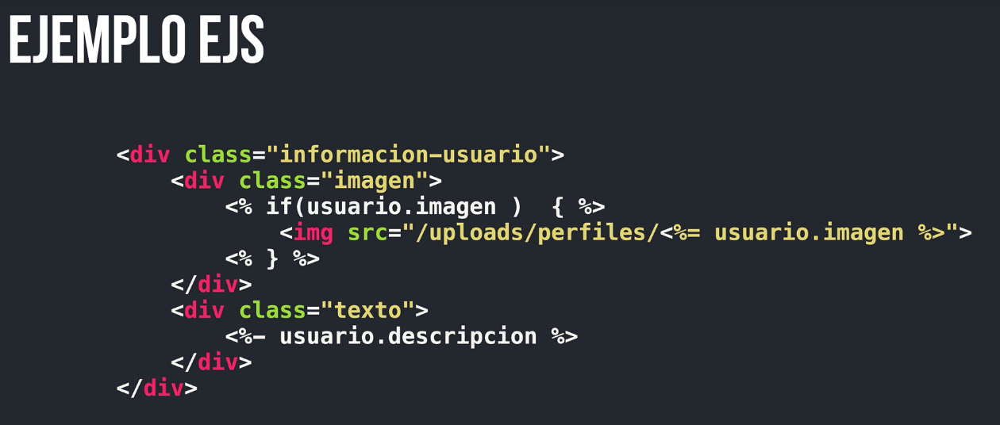 EJEMPLO EJS
<div class="informacion-usuario">
<div class="imagen">
<% if(usuario.imagen )  { %>
<img src="/uploads/perfiles/<%= usuario.imagen %>">
<% } %>
</div>
<div class="texto">
<%- usuario.descripcion %>
</div>
</div>